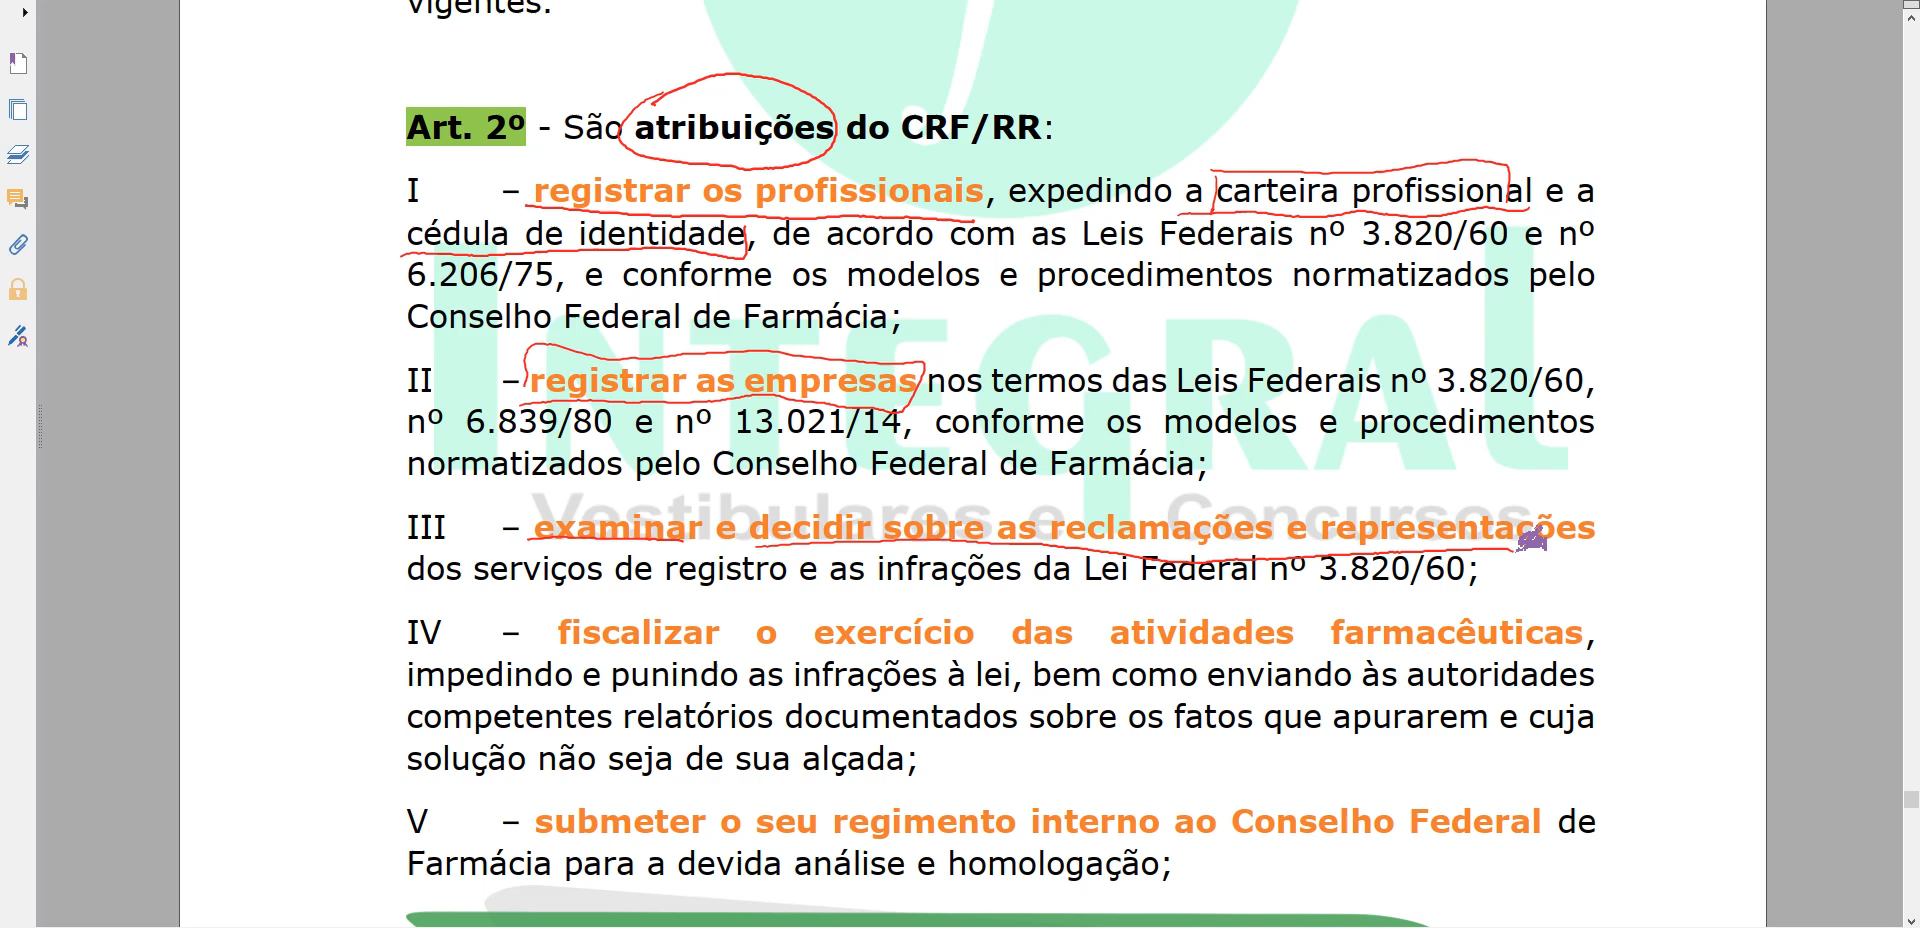 vigentes.
Art. 2º - São atribuições do CRF/RR:
I – registrar os profissionais, expedindo a carteira profissional e a
cédula de identidade, de acordo com as Leis Federais nº 3.820/60 e nº
6.206/75, e conforme os modelos e procedimentos normatizados pelo
Conselho Federal de Farmácia;
II – registrar as empresas nos termos das Leis Federais nº 3.820/60,
nº 6.839/80 e nº 13.021/14, conforme os modelos e procedimentos
normatizados pelo Conselho Federal de Farmácia;
III – examinar e decidir sobre as reclamações e representações
dos serviços de registro e as infrações da Lei Federal nº 3.820/60;
IV – fiscalizar o exercício das atividades farmacêuticas,
impedindo e punindo as infrações à lei, bem como enviando às autoridades
competentes relatórios documentados sobre os fatos que apurarem e cuja
solução não seja de sua alçada;
V – submeter o seu regimento interno ao Conselho Federal de
Farmácia para a devida análise e homologação;
INTEGRAL
Vestibulares e Concursos